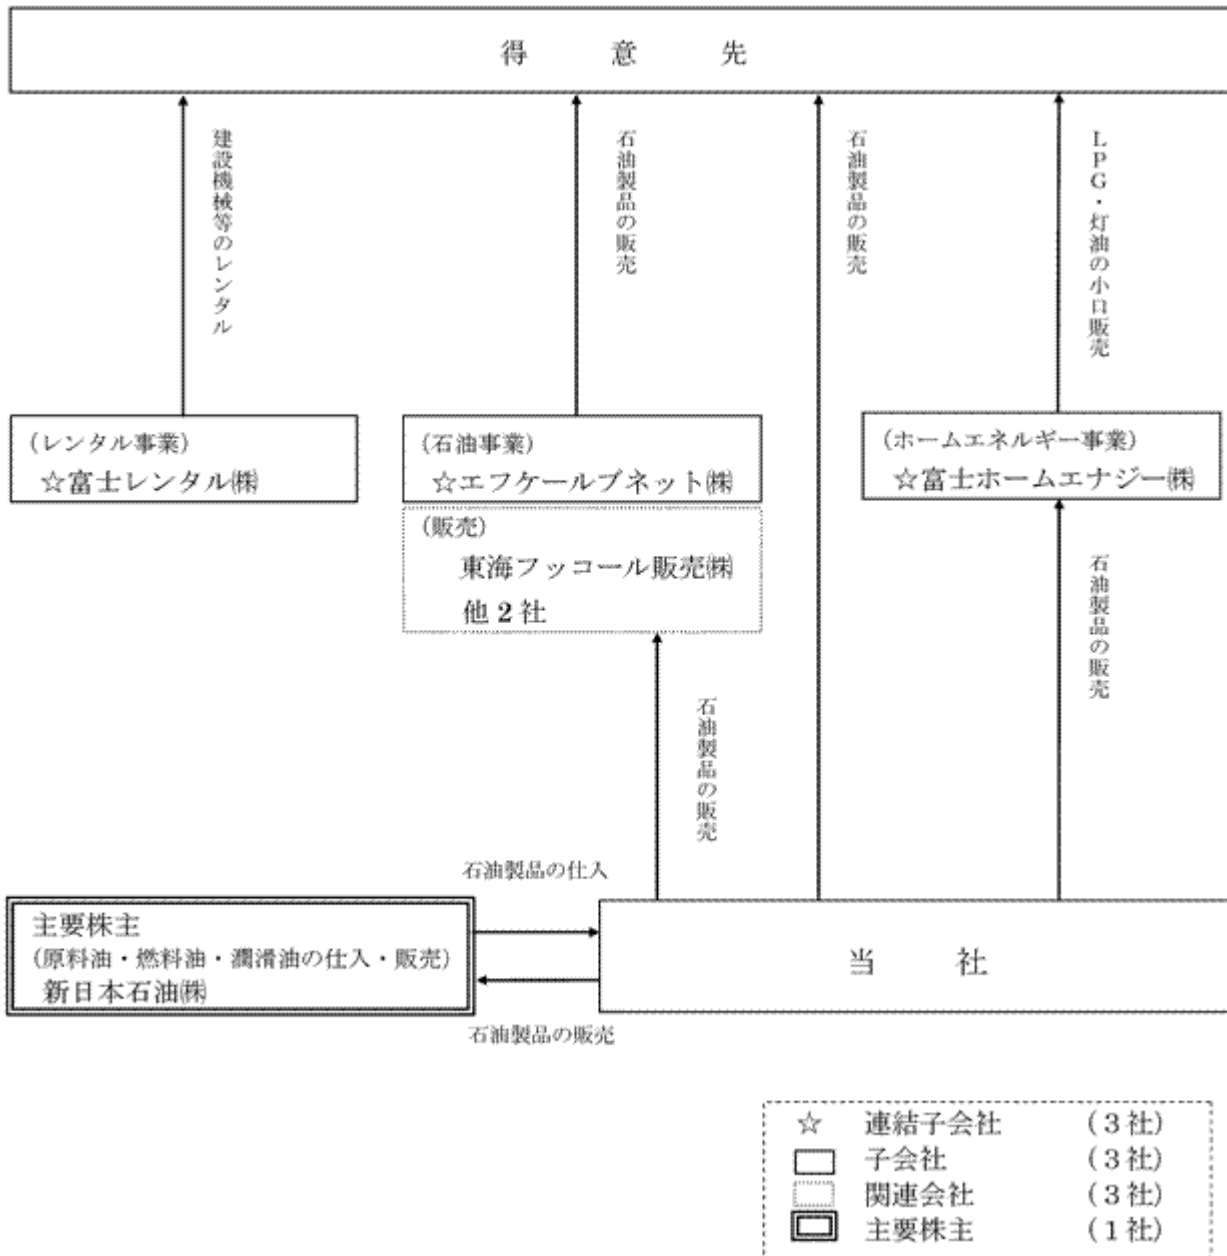 得意先
建設機械等のレンタル
石油製品の販売
石油製品の販売
LPG・灯油の小口販売
(レンタル事業)
☆富士レンタル㈱
(石油事業)
☆エフケールブネット㈱
(販売)
東海フッコール販売㈱
他2社
(ホームエネルギー事業)
☆富士ホームエナジー㈱
石油製品の販売
石油製品の販売
石油製品の仕入
主要株主
(原料油・燃料油・潤滑油の仕入・販売)
新日本石油㈱
当社
石油製品の販売
☆ 連結子会社 (3社)
子会社 (3社)
関連会社 (3社)
主要株主 (1社)